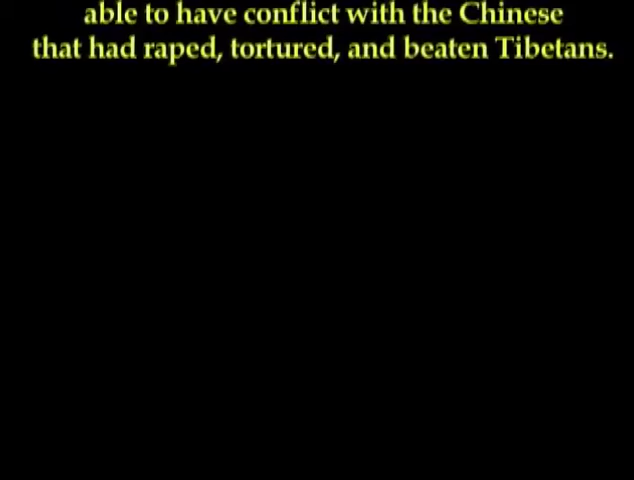 able to have conflict with the Chinese
that had raped, tortured, and beaten Tibetans.